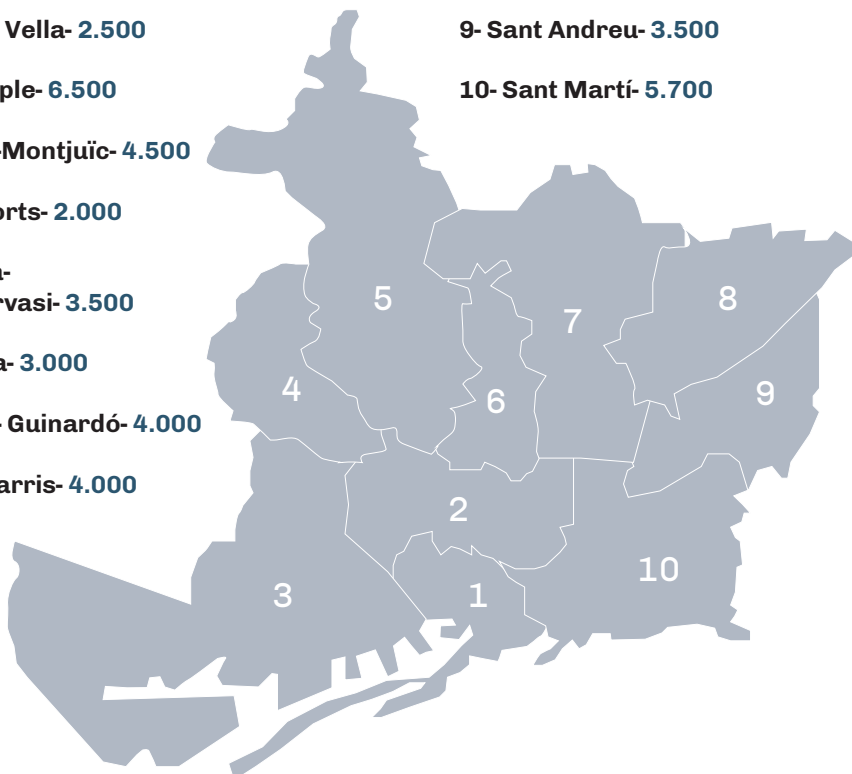 Vella- 2.500
ple- 6.500
-Montjuïc- 4.500
orts- 2.000
a-
rvasi- 3.500
a- 3.000
- Guinardó- 4.000
arris- 4.000
9- Sant Andreu- 3.500
10- Sant Martí- 5.700
5
7
8
4
6
9
2
10
3
1